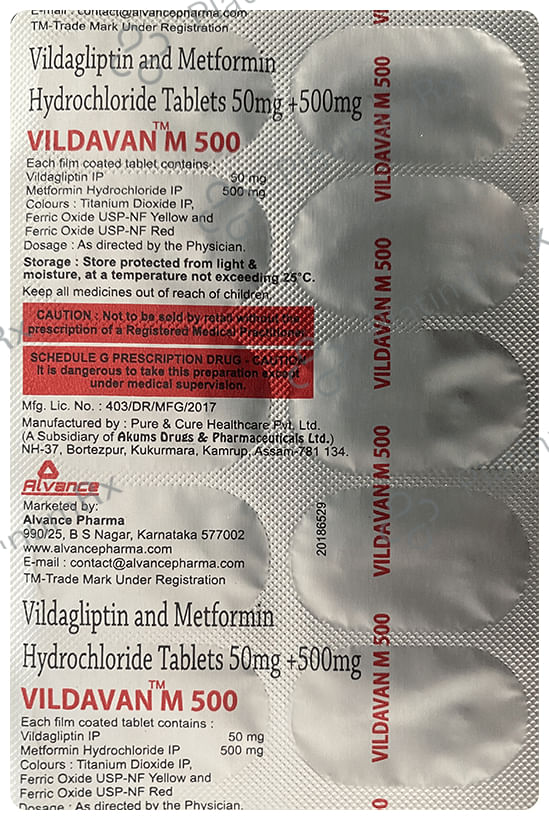 E-mail : contact@alvancepharma.com
TM-Trade Mark Under Registration
Vildagliptin and Metformin
Hydrochloride Tablets 50mg +500mg
VILDAVAN™ M 500
Each film coated tablet contains :
Vildagliptin IP 50 mg
Metformin Hydrochloride IP 500 mg
Colours : Titanium Dioxide IP,
Ferric Oxide USP-NF Yellow and
Ferric Oxide USP-NF Red
Dosage : As directed by the Physician.
Storage : Store protected from light &
moisture, at a temperature not exceeding 25°C.
Keep all medicines out of reach of children.
CAUTION : Not to be sold by retail without the
prescription of a Registered Medical Practitioner.
SCHEDULE G PRESCRIPTION DRUG - CAUTION
It is dangerous to take this preparation except
under medical supervision.
Mfg. Lic. No. : 403/DR/MFG/2017
Manufactured by : Pure & Cure Healthcare Pvt. Ltd.
(A Subsidiary of Akums Drugs & Pharmaceuticals Ltd.)
NH-37, Bortezpur, Kukurmara, Kamrup, Assam-781 134.
Alvance
Marketed by:
Alvance Pharma
990/25, B S Nagar, Karnataka 577002
www.alvancepharma.com
E-mail : contact@alvancepharma.com
TM-Trade Mark Under Registration
20186529
Vildagliptin and Metformin
Hydrochloride Tablets 50mg +500mg
VILDAVAN™ M 500
Each film coated tablet contains :
Vildagliptin IP 50 mg
Metformin Hydrochloride IP 500 mg
Colours : Titanium Dioxide IP,
Ferric Oxide USP-NF Yellow and
Ferric Oxide USP-NF Red
Dosage : As directed by the Physician.
VILDAVAN M 500
VILDAVAN M 500
VILDAVAN M 500
VILDAVAN M 500